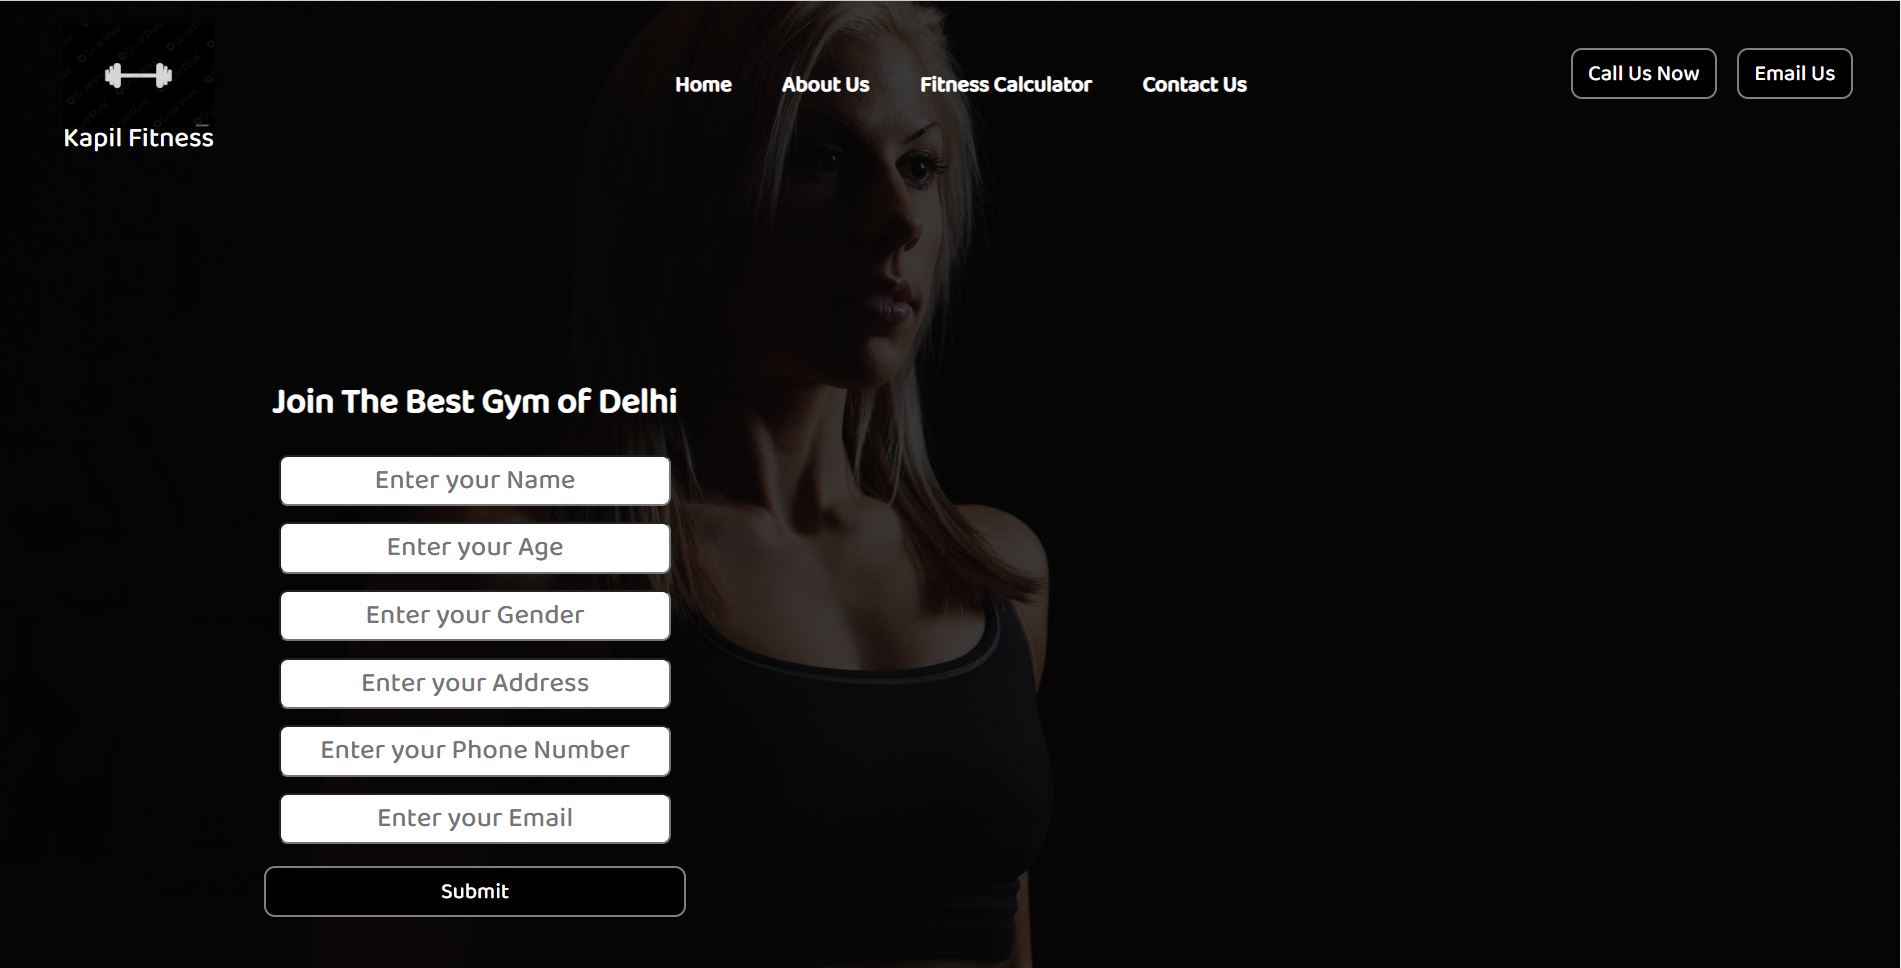 Kapil Fitness
Home About Us Fitness Calculator Contact Us
Call Us Now Email Us
Join The Best Gym of Delhi
Enter your Name
Enter your Age
Enter your Gender
Enter your Address
Enter your Phone Number
Enter your Email
Submit